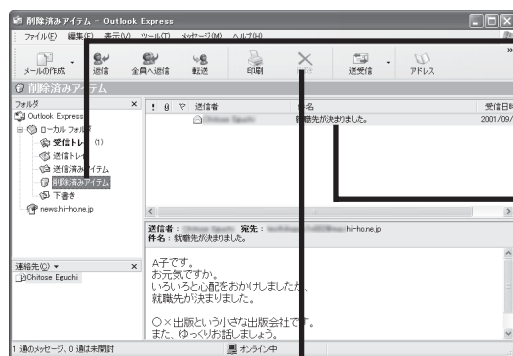 削除済みアイテム - Outlook Express
ファイル(F) 編集(E) 表示(V) ツール(T) メッセージ(M) ヘルプ(H)
メールの作成 返信 全員へ返信 転送 印刷 送受信 アドレス
削除済みアイテム
フォルダ
Outlook Express
ローカル フォルダ
受信トレイ (1)
送信トレイ
送信済みアイテム
削除済みアイテム
下書き
news.hi-ho.ne.jp
! 送信者 件名 受信日時
就職先が決まりました。 2001/09/
送信者: 宛先: hi-ho.ne.jp
件名: 就職先が決まりました。
連絡先(C)
Chitose Eguchi
A子です。
お元気ですか。
いろいろと心配をおかけしましたが、
就職先が決まりました。
○×出版という小さな出版会社です。
また、ゆっくりお話しましょう。
1 通のメッセージ、0 通は未開封 オンライン中